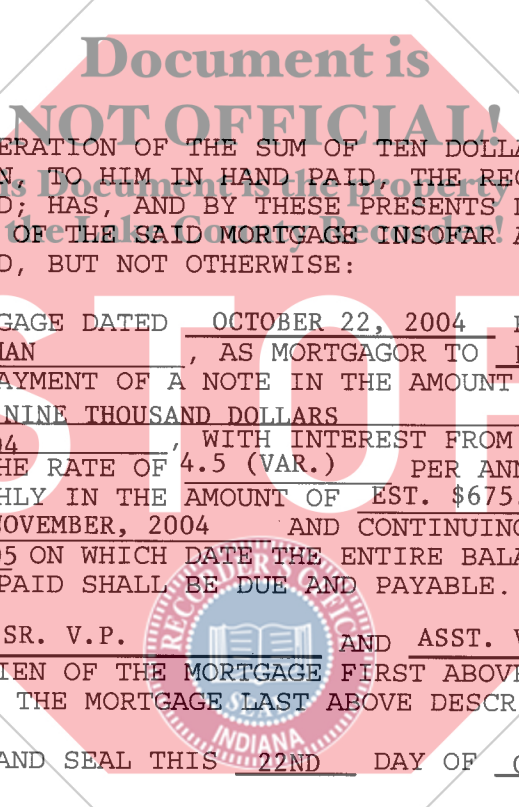 Document is
NOT OFFICIAL!
ERATION OF THE SUM OF TEN DOLLA
N, TO HIM IN HAND PAID, THE REC
s Document is the property
D; HAS, AND BY THESE PRESENTS
the Lake County Recorder!
OF THE SAID MORTGAGE INSOFAR A
D, BUT NOT OTHERWISE:
STOP
GAGE DATED OCTOBER 22, 2004
MAN , AS MORTGAGOR TO
AYMENT OF A NOTE IN THE AMOUNT
NINE THOUSAND DOLLARS
04 , WITH INTEREST FROM
HE RATE OF 4.5 (VAR.) PER ANN
HLY IN THE AMOUNT OF EST. $675
NOVEMBER, 2004 AND CONTINUING
05 ON WHICH DATE THE ENTIRE BALA
PAID SHALL BE DUE AND PAYABLE.
RECORDER'S OFFICE
SR. V.P. AND ASST. V
IEN OF THE MORTGAGE FIRST ABOVE
THE MORTGAGE LAST ABOVE DESCR
SEAL
INDIANA
AND SEAL THIS 22ND DAY OF